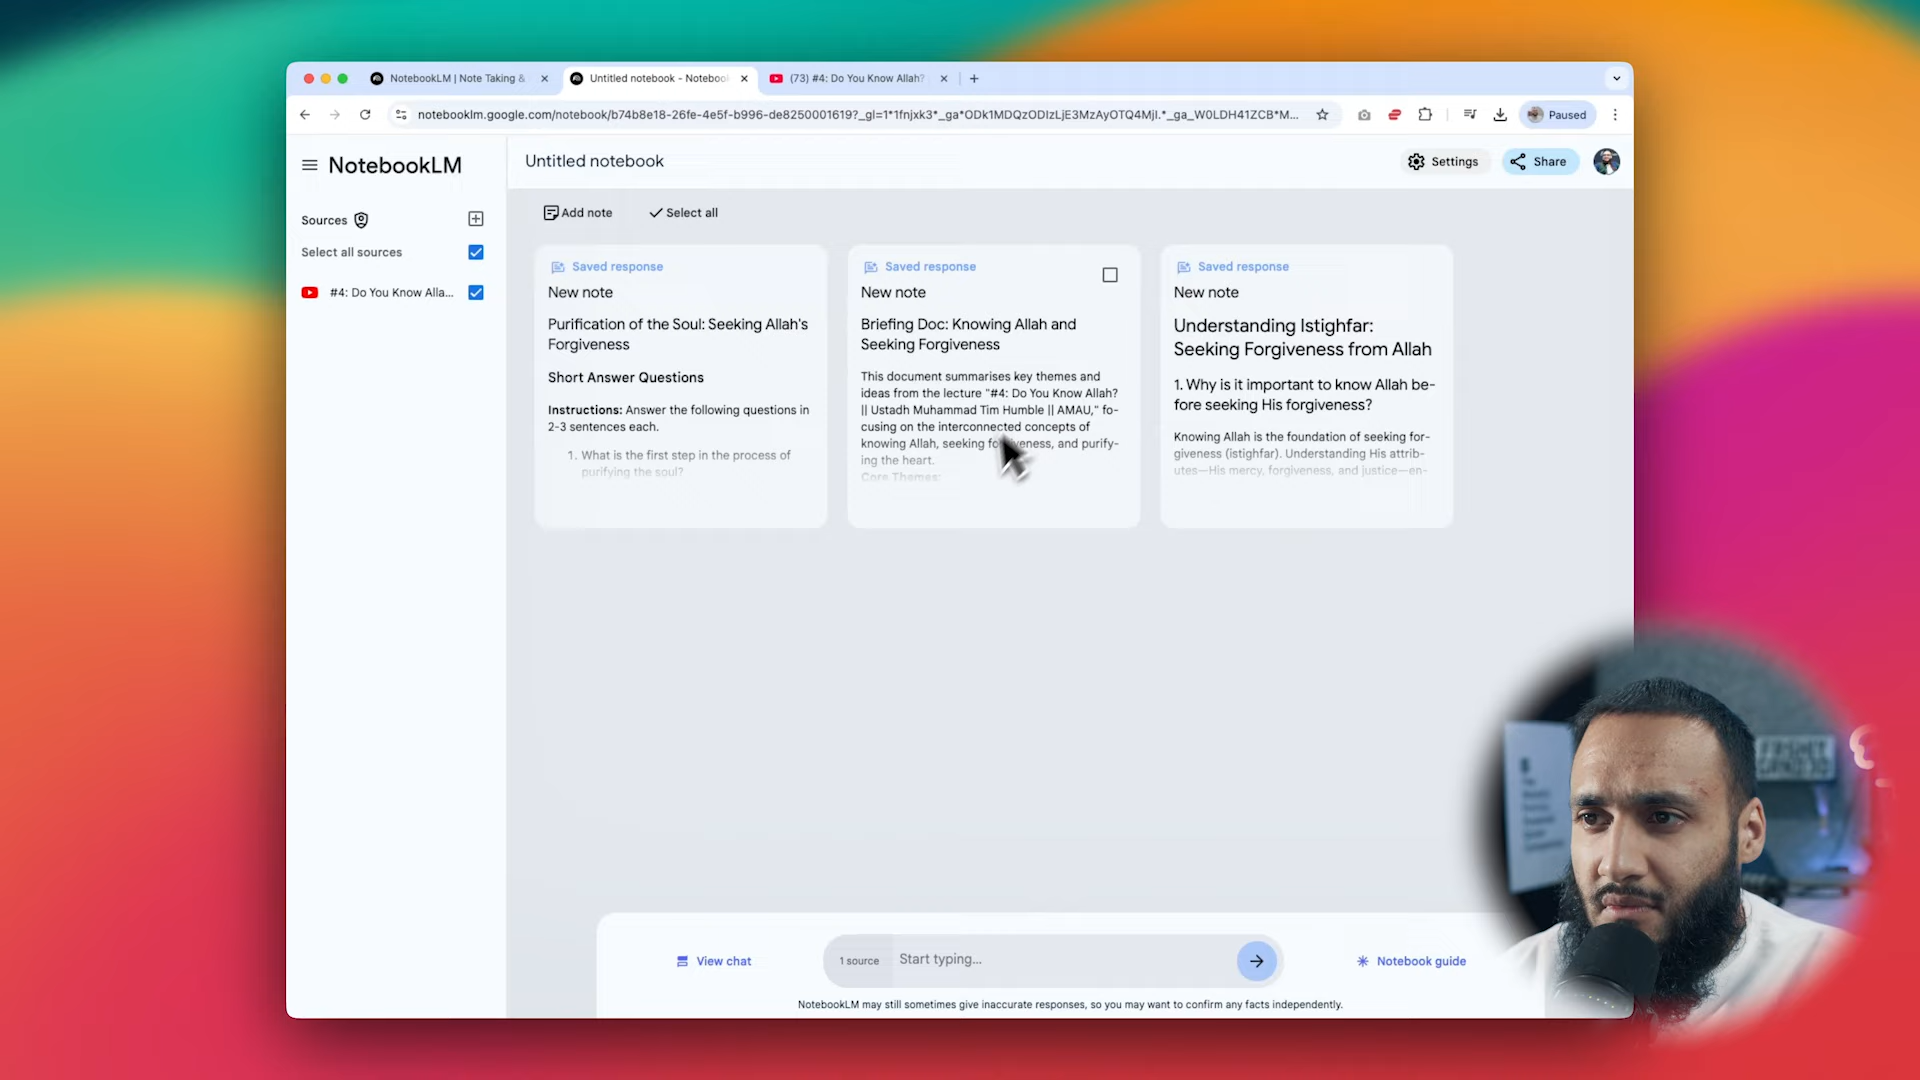 NotebookLM | Note Taking &
Untitled notebook - Noteboo
(73) #4: Do You Know Allah?
notebooklm.google.com/notebook/b74b8e18-26fe-4e5f-b996-de8250001619?_gl=1*1fnjxk3*_ga*ODk1MDQzODIzLjE3MzAyOTQ4MjI.*_ga_W0LDH41ZCB*M...
Paused
NotebookLM
Untitled notebook
Settings
Share
Sources
Select all sources
#4: Do You Know Alla...
Add note
Select all
Saved response
New note
Purification of the Soul: Seeking Allah's
Forgiveness
Short Answer Questions
Instructions: Answer the following questions in
2-3 sentences each.
1. What is the first step in the process of
purifying the soul?
Saved response
New note
Briefing Doc: Knowing Allah and
Seeking Forgiveness
This document summarises key themes and
ideas from the lecture "#4: Do You Know Allah?
|| Ustadh Muhammad Tim Humble || AMAU," fo-
cusing on the interconnected concepts of
knowing Allah, seeking forgiveness, and purify-
ing the heart.
Core Themes:
Saved response
New note
Understanding Istighfar:
Seeking Forgiveness from Allah
1. Why is it important to know Allah be-
fore seeking His forgiveness?
Knowing Allah is the foundation of seeking for-
giveness (istighfar). Understanding His attrib-
utes—His mercy, forgiveness, and justice—en-
View chat
1 source
Start typing...
Notebook guide
NotebookLM may still sometimes give inaccurate responses, so you may want to confirm any facts independently.